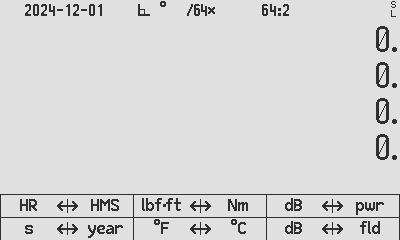 2024-12-01 ∟ ° /64× 64:2 SL
0.
0.
0.
0.
HR ↔ HMS lbf·ft ↔ Nm dB ↔ pwr
s ↔ year °F ↔ °C dB ↔ fld